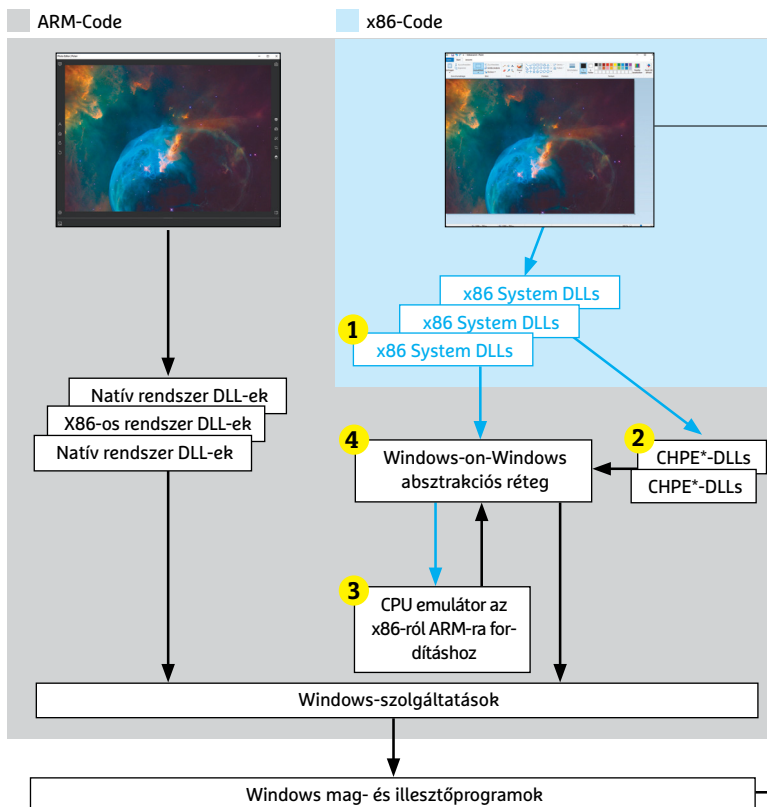 ARM-Code
x86-Code
x86 System DLLs
x86 System DLLs
1
x86 System DLLs
Natív rendszer DLL-ek
X86-os rendszer DLL-ek
Natív rendszer DLL-ek
4
Windows-on-Windows
absztrakciós réteg
2
CHPE*-DLLs
CHPE*-DLLs
3
CPU emulátor az
x86-ról ARM-ra for-
dításhoz
Windows-szolgáltatások
Windows mag- és illesztőprogramok